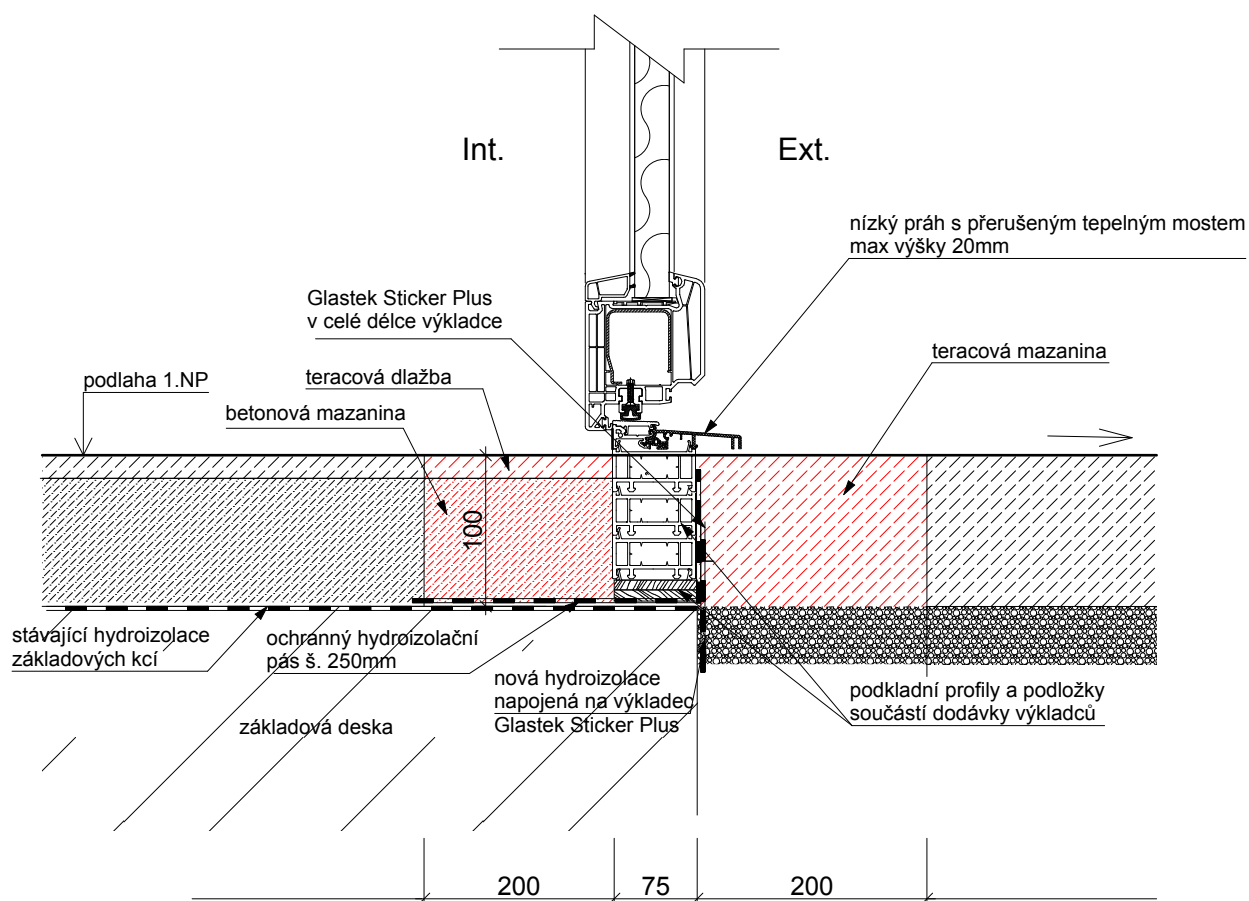 Int.
Ext.
nízký práh s přerušeným tepelným mostem
max výšky 20mm
Glastek Sticker Plus
v celé délce výkladce
teracová mazanina
podlaha 1.NP
teracová dlažba
betonová mazanina
100
stávající hydroizolace
základových kcí
ochranný hydroizolační
pás š. 250mm
nová hydroizolace
napojená na výkladec
Glastek Sticker Plus
podkladní profily a podložky
součástí dodávky výkladců
základová deska
200
75
200